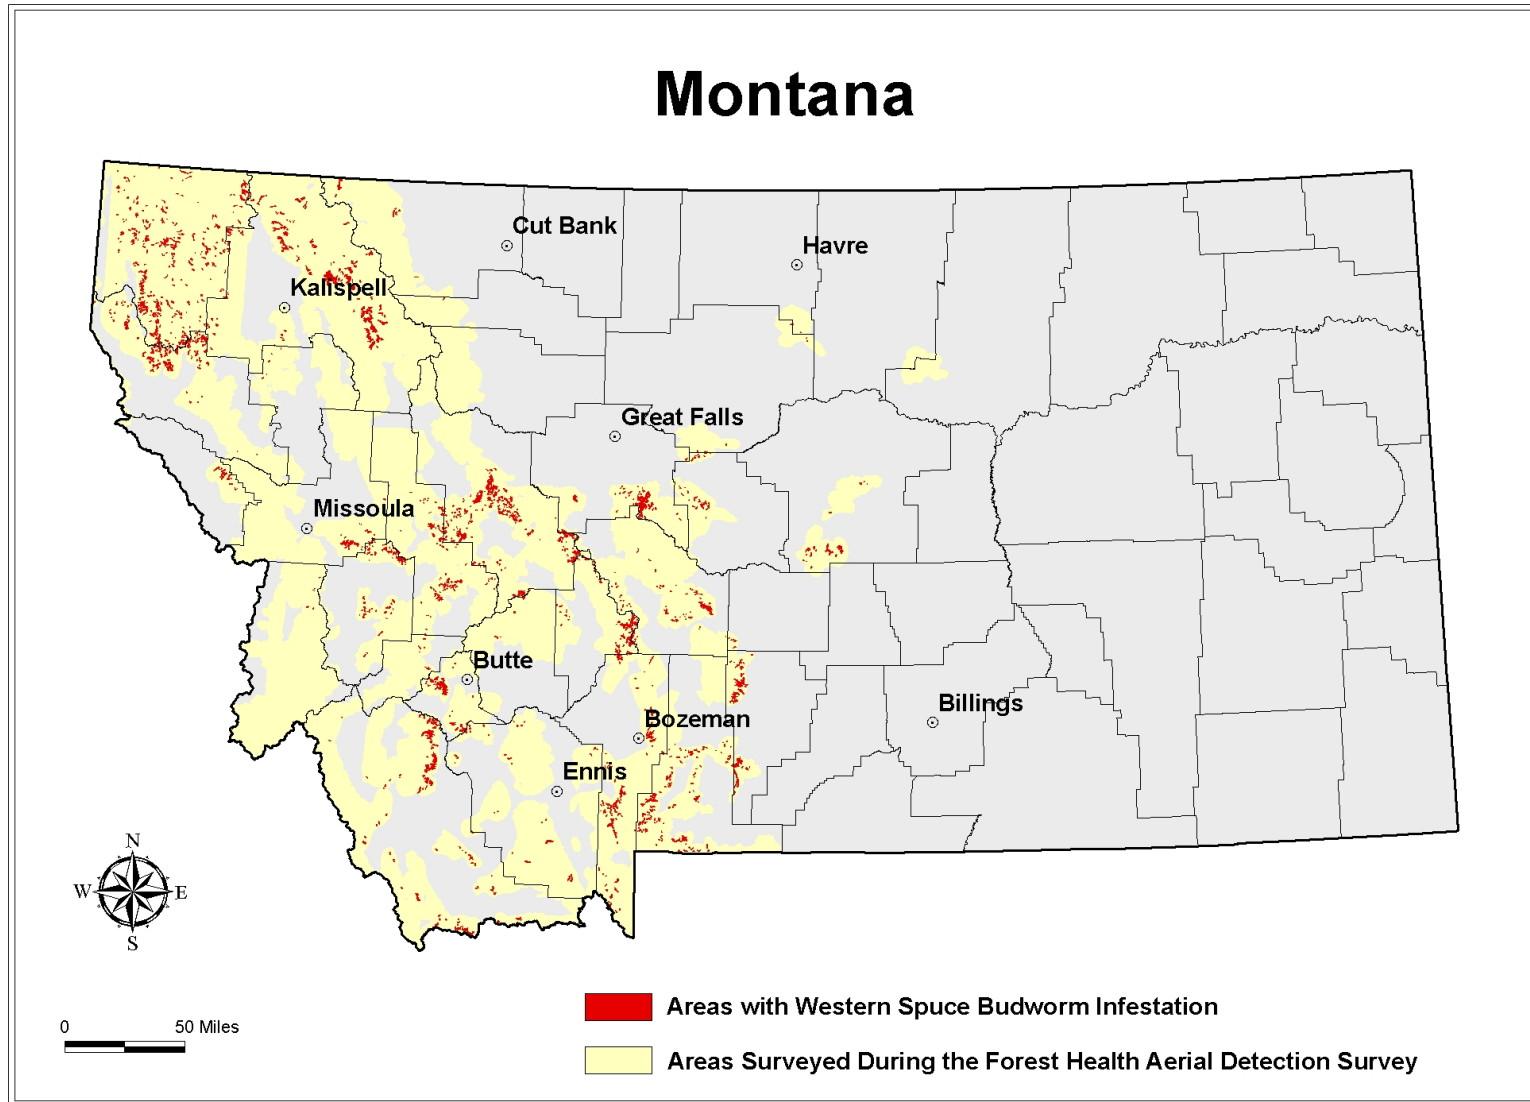 Montana
Cut Bank
Havre
Kalispell
Great Falls
Missoula
Butte
Billings
Bozeman
Ennis
N
W E
S
0 50 Miles
Areas with Western Spuce Budworm Infestation
Areas Surveyed During the Forest Health Aerial Detection Survey